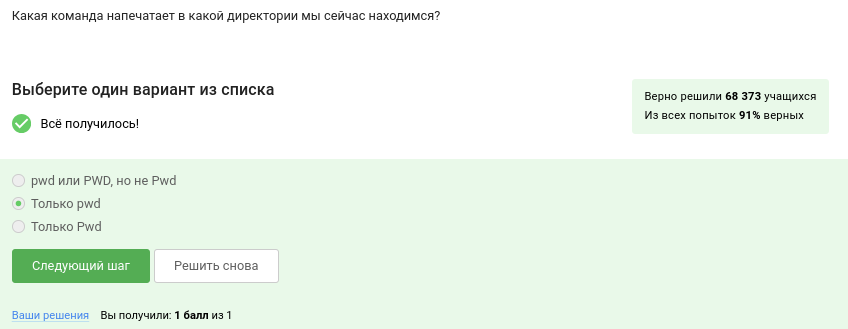 Какая команда напечатает в какой директории мы сейчас находимся?
Выберите один вариант из списка
Всё получилось!
Верно решили 68 373 учащихся
Из всех попыток 91% верных
pwd или PWD, но не Pwd
Только pwd
Только Pwd
Следующий шаг
Решить снова
Ваши решения Вы получили: 1 балл из 1